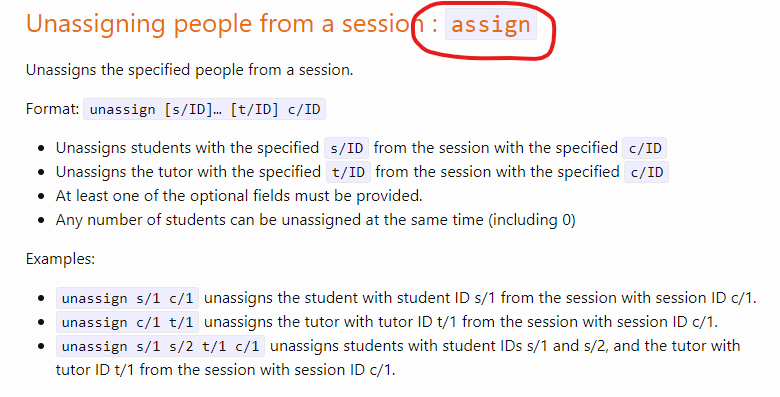 Unassigning people from a session : assign
Unassigns the specified people from a session.
Format: unassign [s/ID]… [t/ID] c/ID
• Unassigns students with the specified s/ID from the session with the specified c/ID
• Unassigns the tutor with the specified t/ID from the session with the specified c/ID
• At least one of the optional fields must be provided.
• Any number of students can be unassigned at the same time (including 0)
Examples:
• unassign s/1 c/1 unassigns the student with student ID s/1 from the session with session ID c/1.
• unassign c/1 t/1 unassigns the tutor with tutor ID t/1 from the session with session ID c/1.
• unassign s/1 s/2 t/1 c/1 unassigns students with student IDs s/1 and s/2, and the tutor with
tutor ID t/1 from the session with session ID c/1.